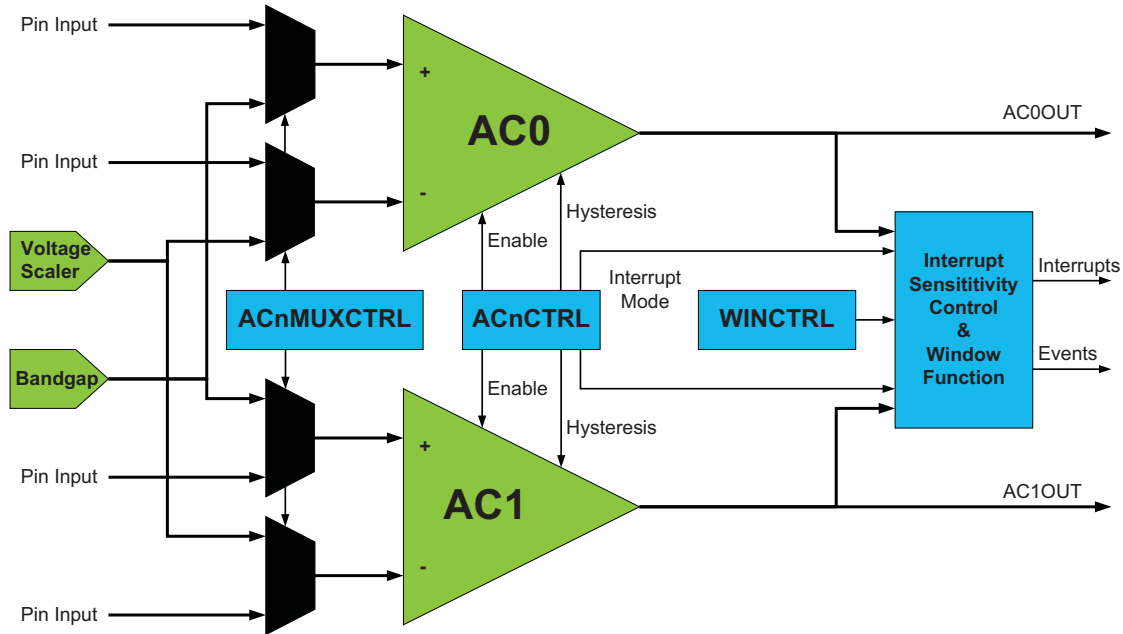 Pin Input
+
AC0
AC0OUT
Pin Input
-
Hysteresis
Enable
Voltage
Scaler
Interrupt
Mode
Interrupt
Sensititivity
Control
&
Window
Function
Interrupts
ACnMUXCTRL
ACnCTRL
WINCTRL
Events
Bandgap
Enable
Hysteresis
+
Pin Input
AC1
AC1OUT
-
Pin Input